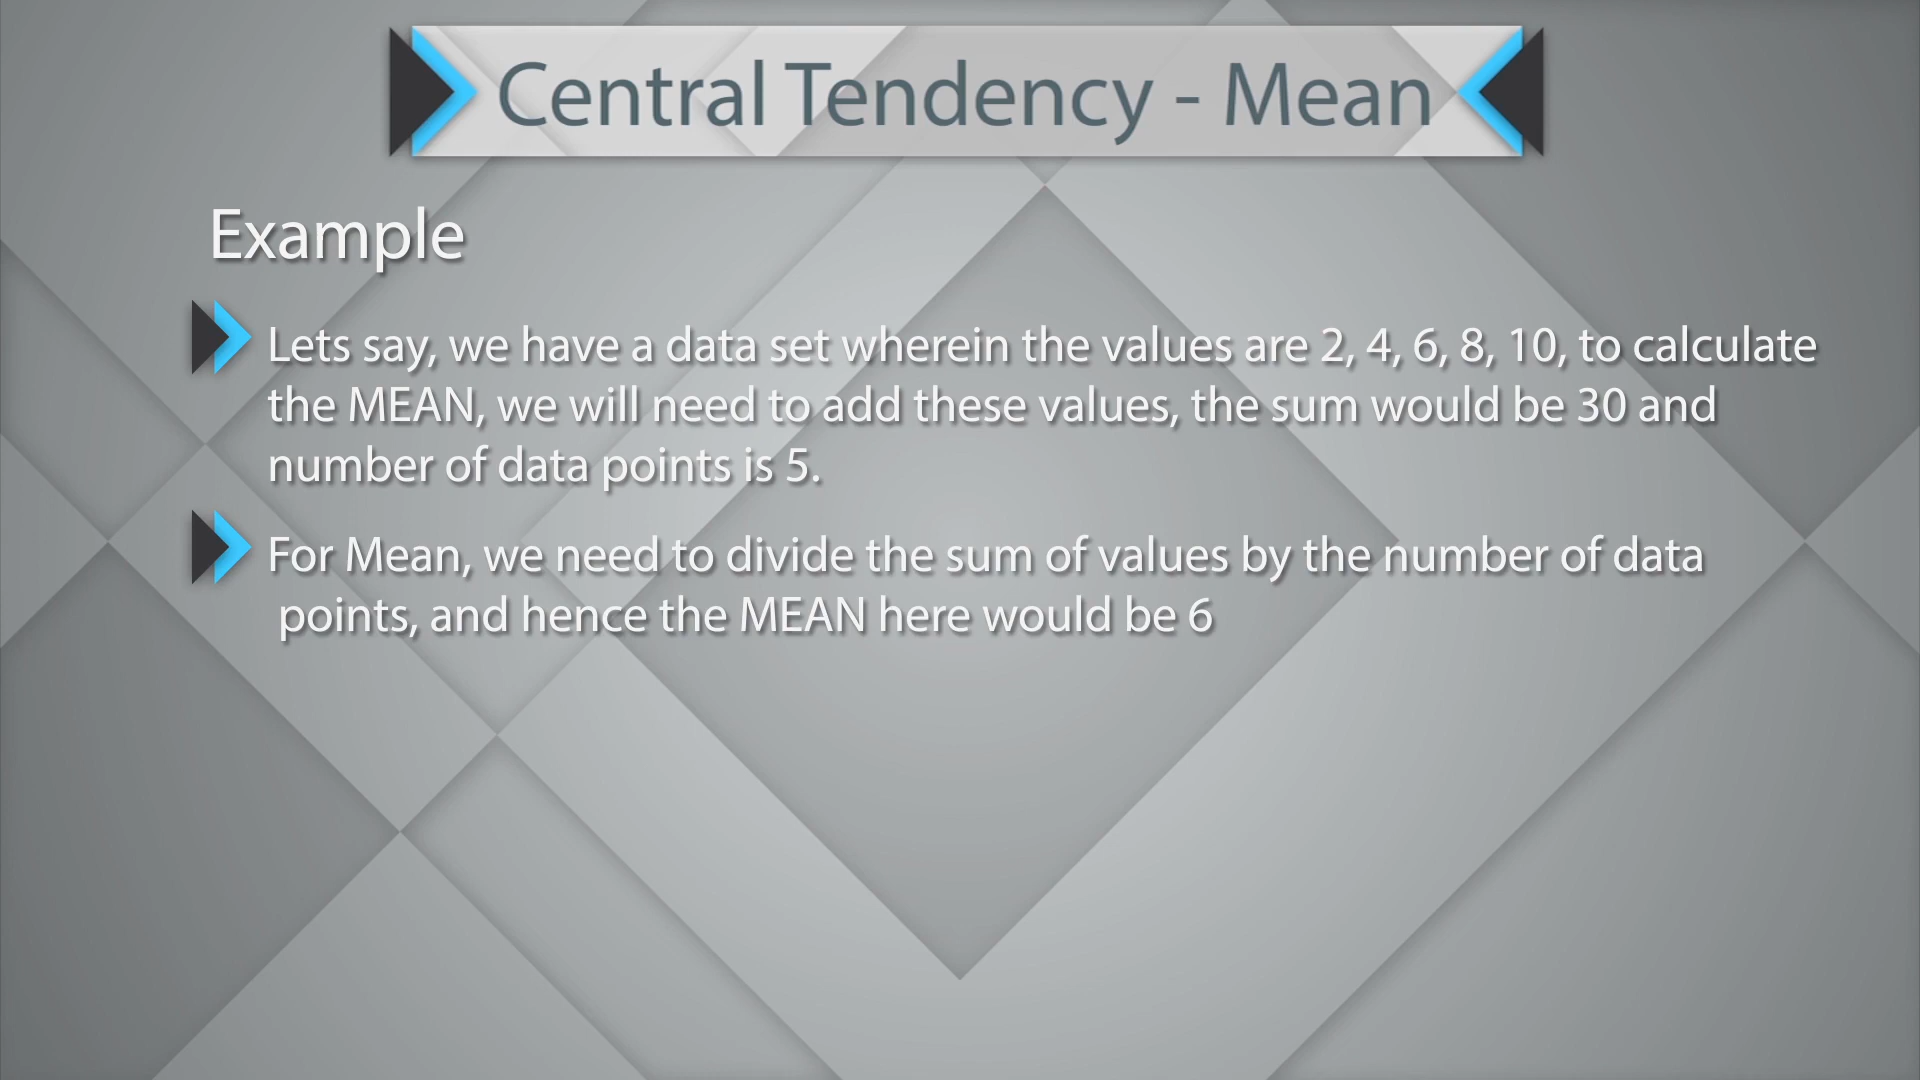 Central Tendency - Mean
Example
Lets say, we have a data set wherein the values are 2, 4, 6, 8, 10, to calculate
the MEAN, we will need to add these values, the sum would be 30 and
number of data points is 5.
For Mean, we need to divide the sum of values by the number of data
points, and hence the MEAN here would be 6